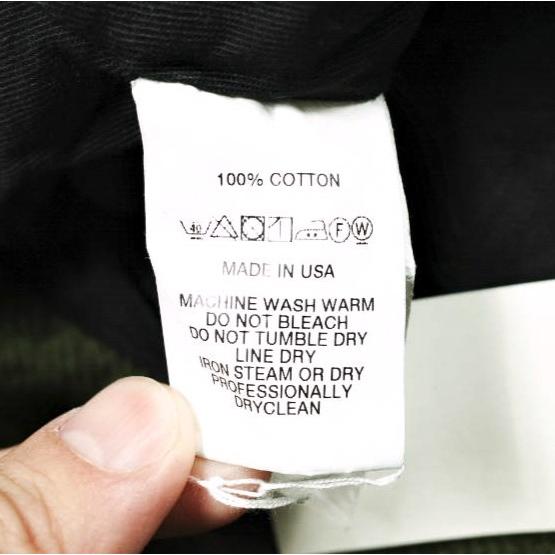 100% COTTON
40 F W
MADE IN USA
MACHINE WASH WARM
DO NOT BLEACH
DO NOT TUMBLE DRY
LINE DRY
IRON STEAM OR DRY
PROFESSIONALLY
DRYCLEAN